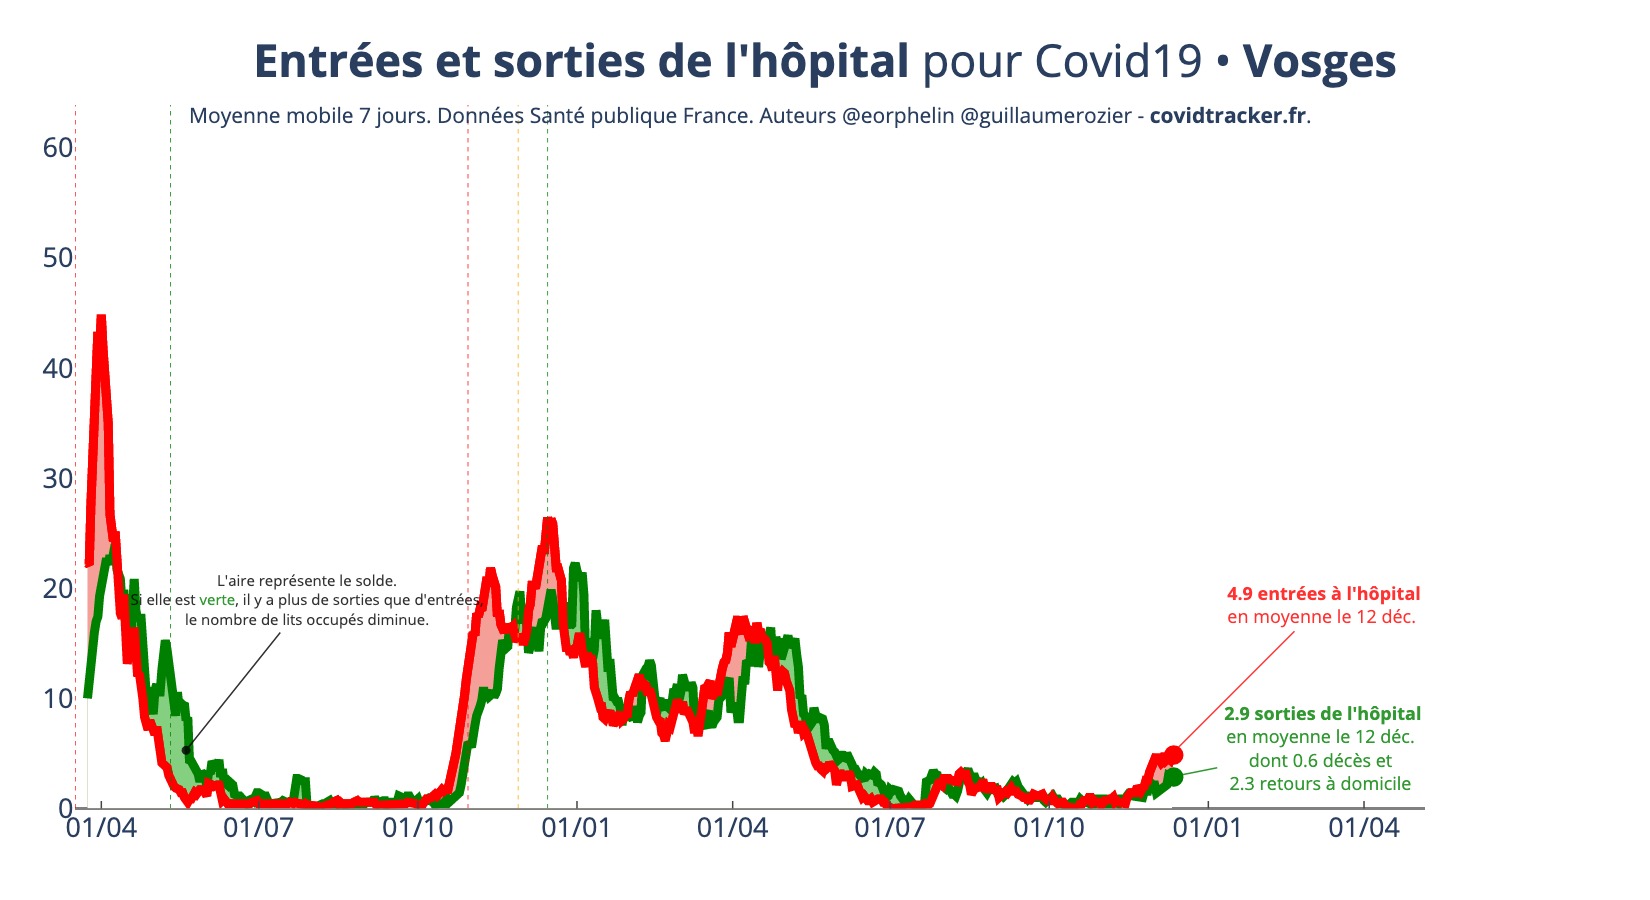 Entrées et sorties de l'hôpital pour Covid19 • Vosges
Moyenne mobile 7 jours. Données Santé publique France. Auteurs @eorphelin @guillaumerozier - covidtracker.fr.
60
50
40
30
20
10
0
L'aire représente le solde.
Si elle est verte, il y a plus de sorties que d'entrées,
le nombre de lits occupés diminue.
4.9 entrées à l'hôpital
en moyenne le 12 déc.
2.9 sorties de l'hôpital
en moyenne le 12 déc.
dont 0.6 décès et
2.3 retours à domicile
01/04 01/07 01/10 01/01 01/04 01/07 01/10 01/01 01/04